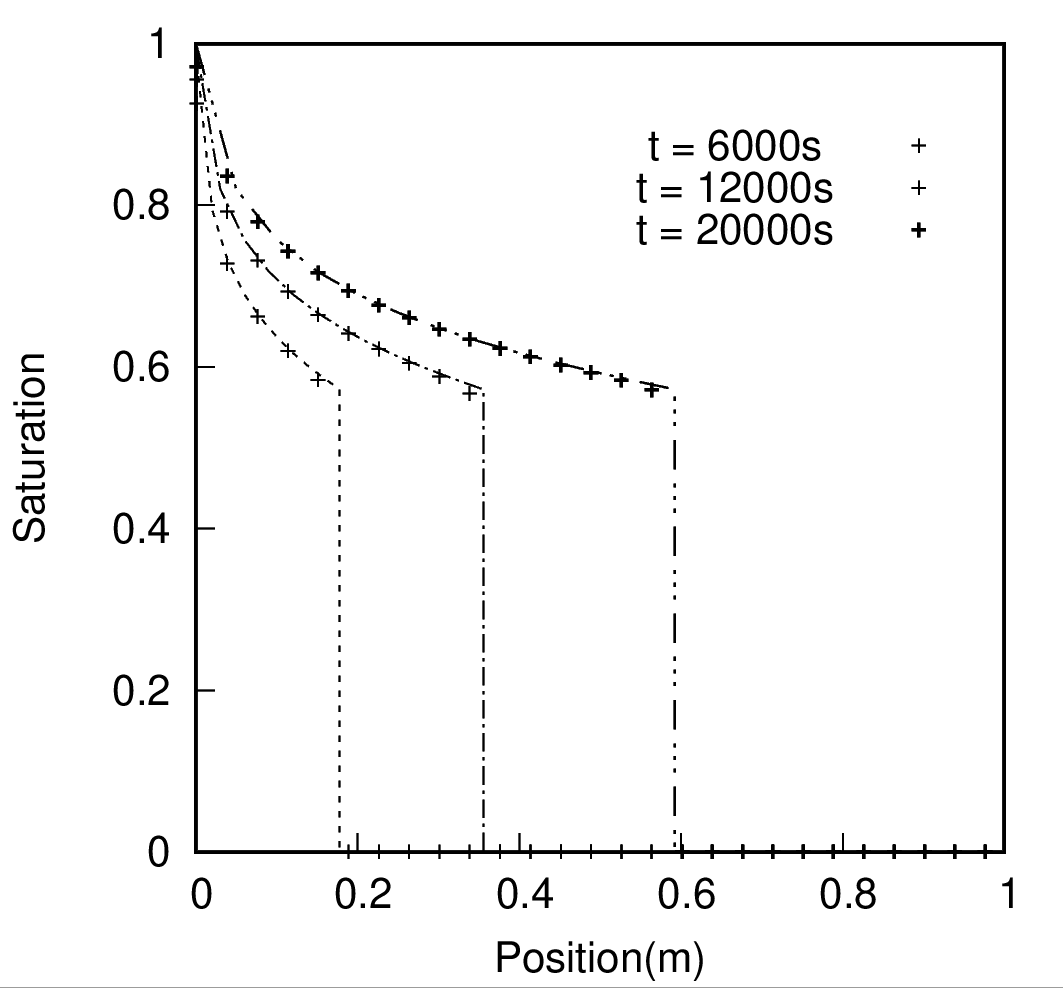 1
t = 6000s
t = 12000s
t = 20000s
0.8
0.6
Saturation
0.4
0.2
0
0 0.2 0.4 0.6 0.8 1
Position(m)